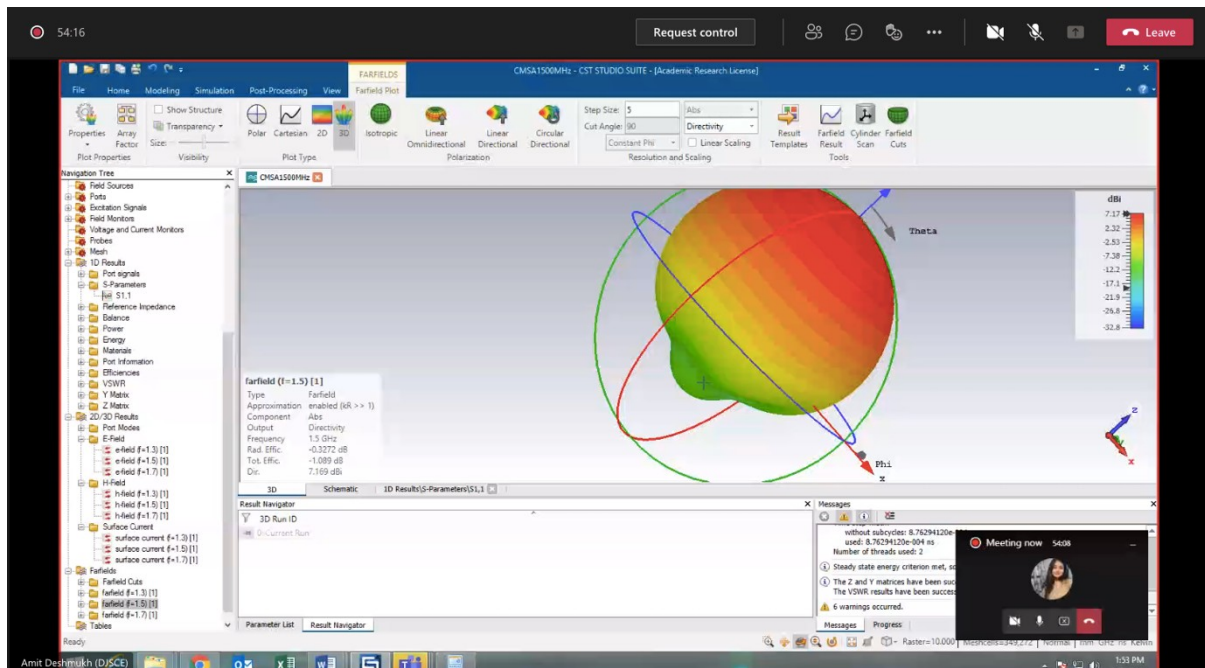 54:16
Request control
Leave
FARFIELDS
CMSA1500MHz - CST STUDIO SUITE - [Academic Research License]
File Home Modeling Simulation Post-Processing View Farfield Plot
Properties
Array Factor
Show Structure
Transparency
Size:
Polar Cartesian 2D 3D
Isotropic
Linear Omnidirectional
Linear Directional
Circular Directional
Step Size: 5 Abs
Cut Angle: 90 Directivity
Constant Phi Linear Scaling
Result Templates
Farfield Result
Cylinder Scan
Farfield Cuts
Plot Properties Visibility Plot Type Polarization Resolution and Scaling Tools
Navigation Tree
Field Sources
Ports
Excitation Signals
Field Monitors
Voltage and Current Monitors
Probes
Mesh
1D Results
Port signals
S-Parameters
S1,1
Reference Impedance
Balance
Power
Energy
Materials
Port Information
Efficiencies
VSWR
Y Matrix
Z Matrix
2D/3D Results
Port Modes
E-Field
e-field (f=1.3) [1]
e-field (f=1.5) [1]
e-field (f=1.7) [1]
H-Field
h-field (f=1.3) [1]
h-field (f=1.5) [1]
h-field (f=1.7) [1]
Surface Current
surface current (f=1.3) [1]
surface current (f=1.5) [1]
surface current (f=1.7) [1]
Farfields
Farfield Cuts
farfield (f=1.3) [1]
farfield (f=1.5) [1]
farfield (f=1.7) [1]
Tables
CMSA1500MHz
Theta
Phi
x
z
x
dBi
7.17
2.32
-2.53
-7.38
-12.2
-17.1
-21.9
-32.8
farfield (f=1.5) [1]
Type Farfield
Approximation enabled (kR >> 1)
Component Abs
Output Directivity
Frequency 1.5 GHz
Rad. Effic. -0.3272 dB
Tot. Effic. -1.089 dB
Dir. 7.169 dBi
3D Schematic 1D Results\S-Parameters\S1,1
Result Navigator
3D Run ID
0:Current Run
Parameter List Result Navigator
Messages
without subcycles: 8.76294120e-
used: 8.76294120e-004 ns
Number of threads used: 2
Steady state energy criterion met, so
The Z and Y matrices have been suc
The VSWR results have been success
6 warnings occurred.
Messages Progress
Meeting now 54:08
Ready
Raster=10.000 Meshcells=349,272 Normal mm GHz ns Kelvin
Amit Deshmukh (DJSCE)
1:53 PM